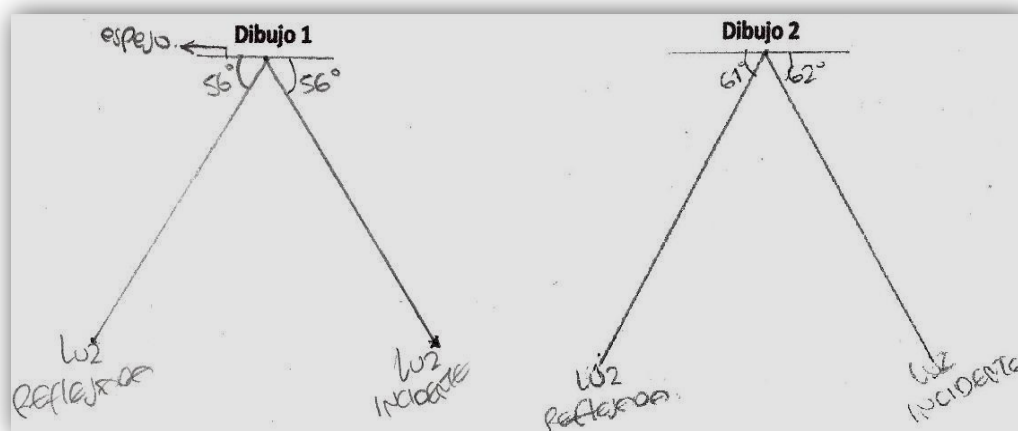 espejo.
Dibujo 1
56° 56°
LUZ
REFLEJADA
LUZ
INCIDENTE
Dibujo 2
61° 62°
LUZ
REFLEJADA.
LUZ
INCIDENTE